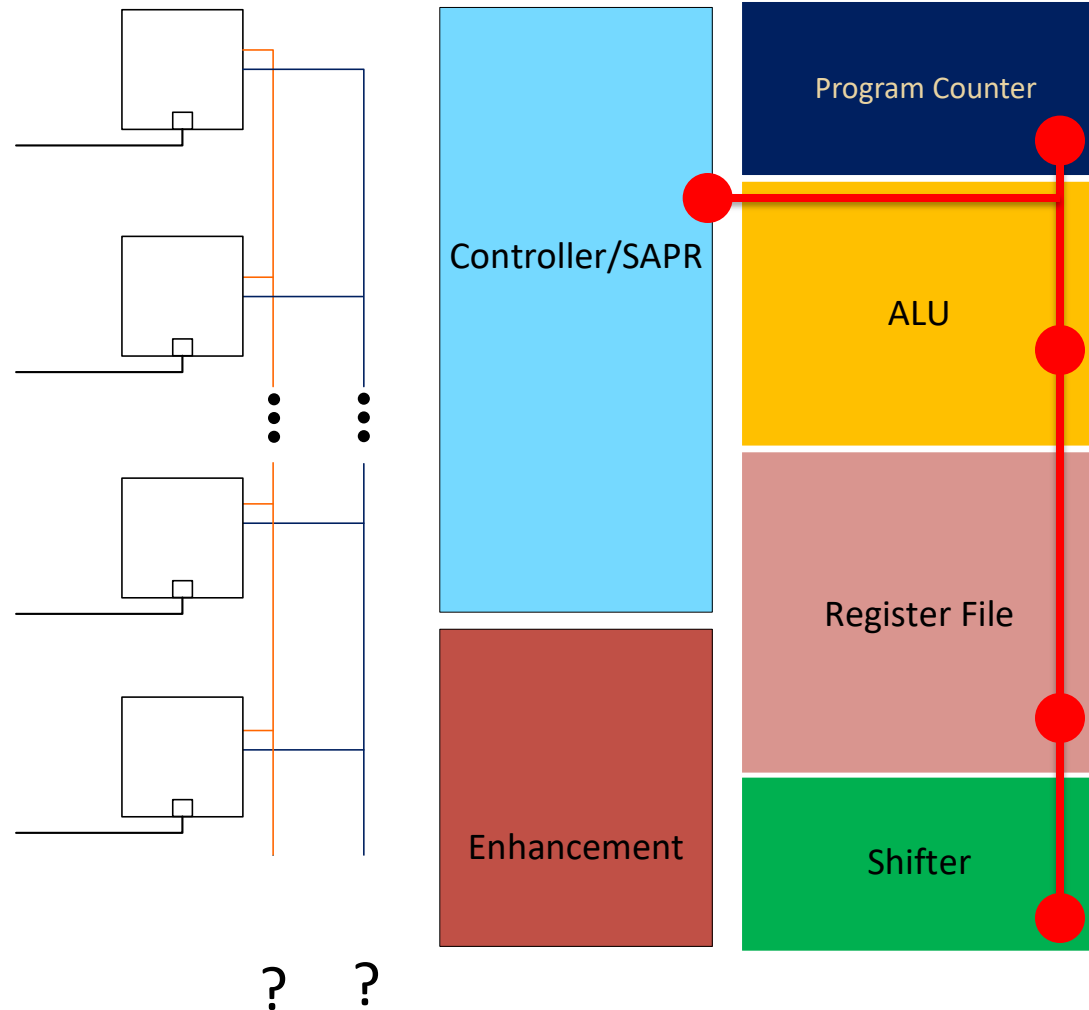 Program Counter
Controller/SAPR
ALU
Register File
Enhancement
Shifter
? ?